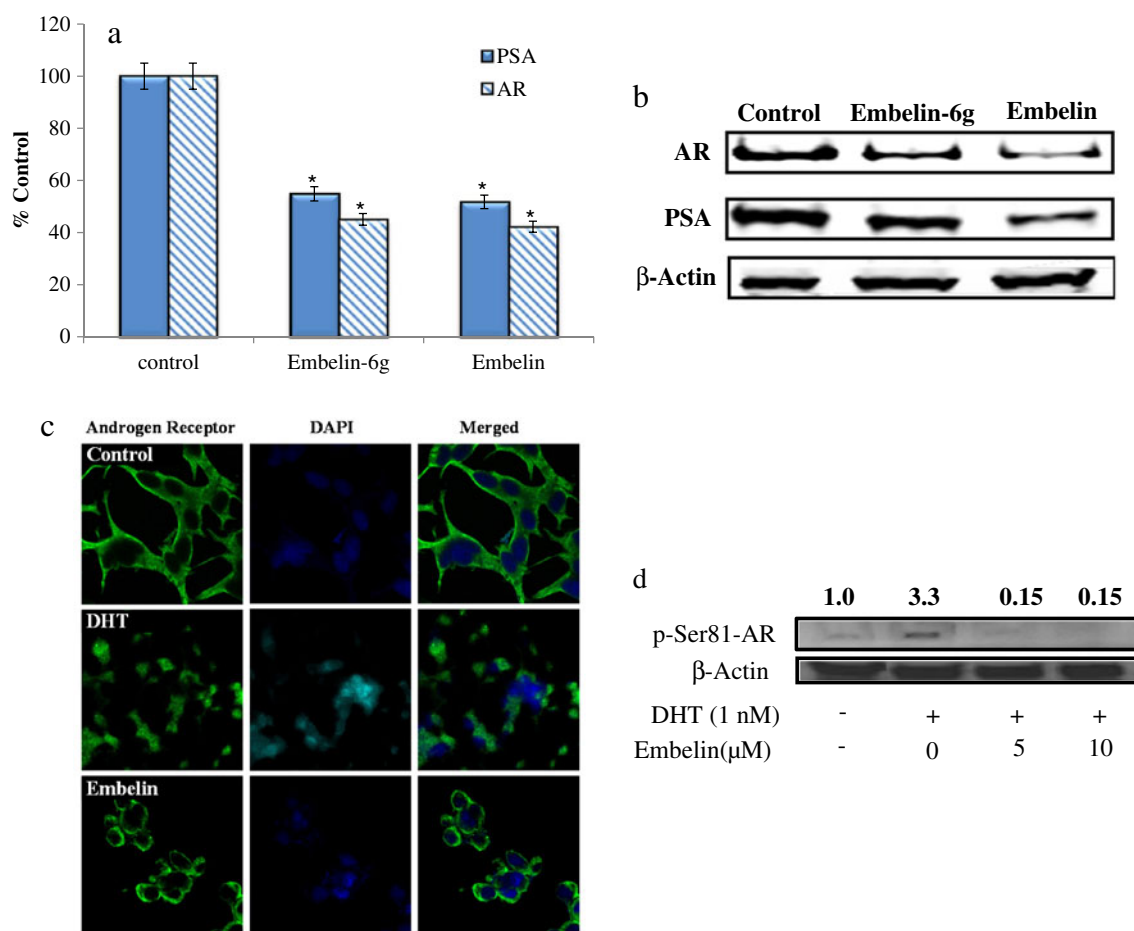 a
120
100
80
60
40
20
0
% Control
PSA
AR
* * * *
control Embelin-6g Embelin
b
Control Embelin-6g Embelin
AR
PSA
β-Actin
c
Androgen Receptor DAPI Merged
Control
DHT
Embelin
d
1.0 3.3 0.15 0.15
p-Ser81-AR
β-Actin
DHT (1 nM) - + + +
Embelin(µM) - 0 5 10